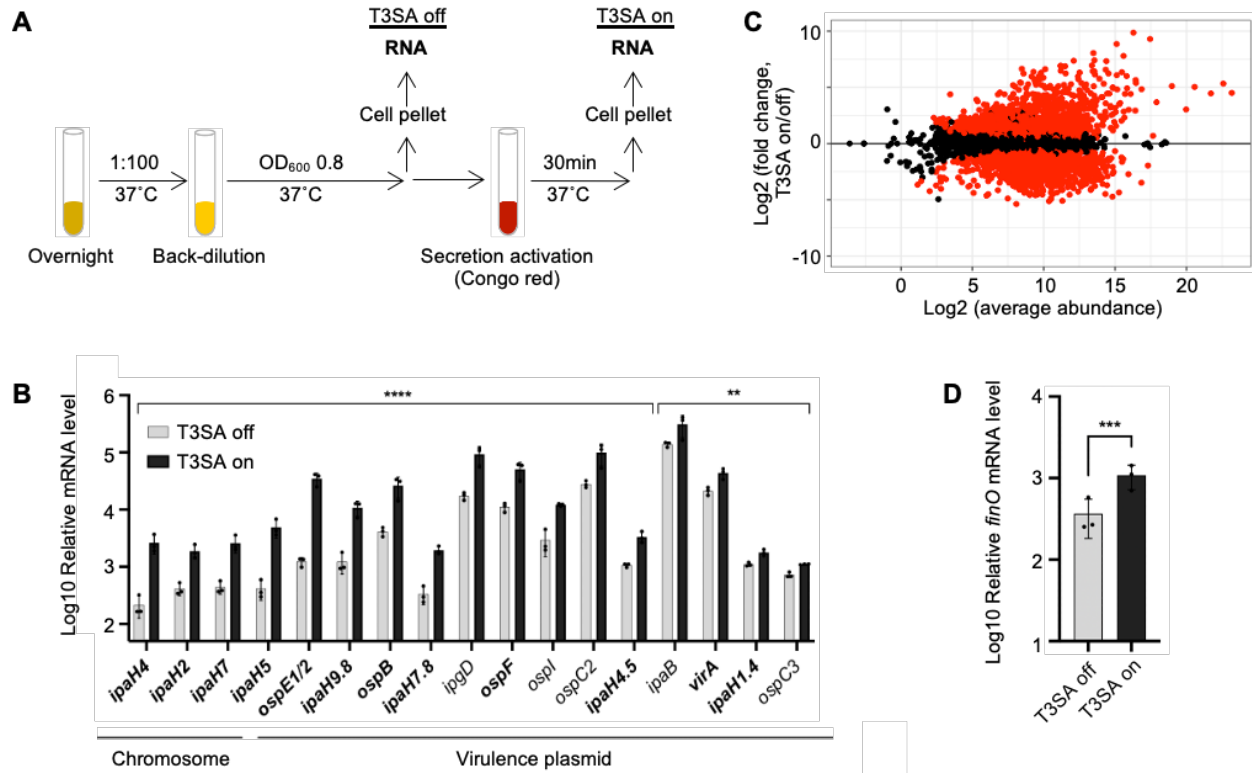 A
T3SA off
RNA
Cell pellet
T3SA on
RNA
Cell pellet
1:100
37˚C
OD600 0.8
37˚C
30min
37˚C
Overnight
Back-dilution
Secretion activation
(Congo red)
C
Log2 (fold change,
T3SA on/off)
10
5
0
-5
-10
0
5
10
15
20
Log2 (average abundance)
B
Log10 Relative mRNA level
6
5
4
3
2
****
**
T3SA off
T3SA on
ipaH4
ipaH2
ipaH7
ipaH5
ospE1/2
ipaH9.8
ospB
ipaH7.8
ipgD
ospF
ospI
ospC2
ipaH4.5
ipaB
virA
ipaH1.4
ospC3
Chromosome
Virulence plasmid
D
Log10 Relative finO mRNA level
4
3
2
1
***
T3SA off
T3SA on